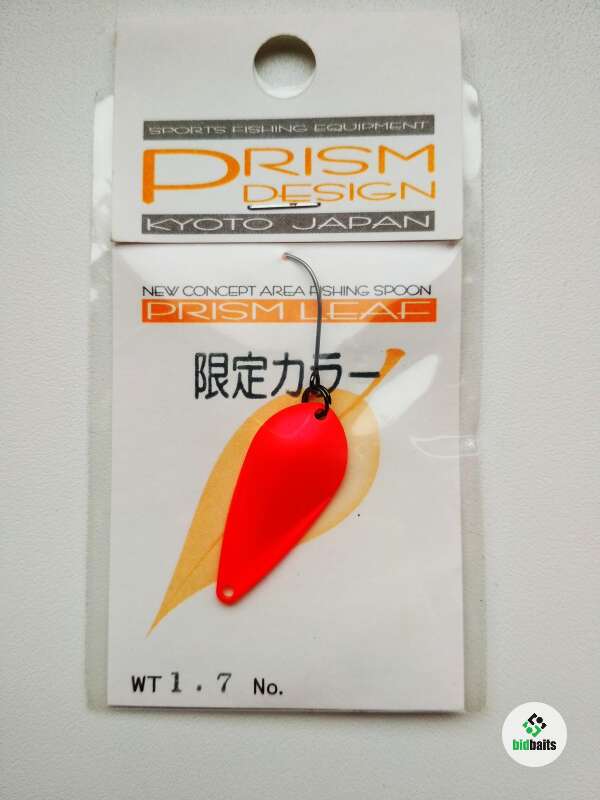 SPORTS FISHING EQUIPMENT
PRISM
DESIGN
KYOTO JAPAN
NEW CONCEPT AREA FISHING SPOON
PRISM LEAF
限定カラー
WT 1.7 No.
bidbaits